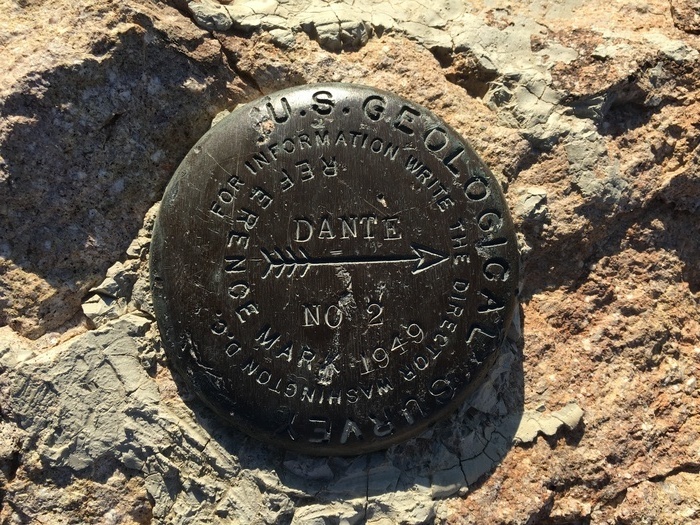 U.S. GEOLOGICAL SURVEY
FOR INFORMATION WRITE THE DIRECTOR WASHINGTON D.C.
REFERENCE MARK
DANTE
NO 2
1949